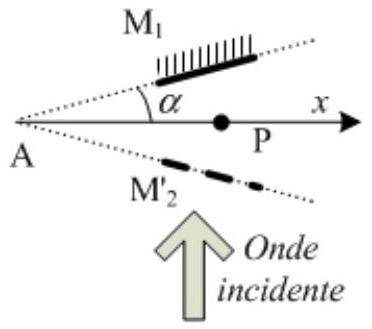 M₁
α
x
A
P
M'₂
Onde
incidente